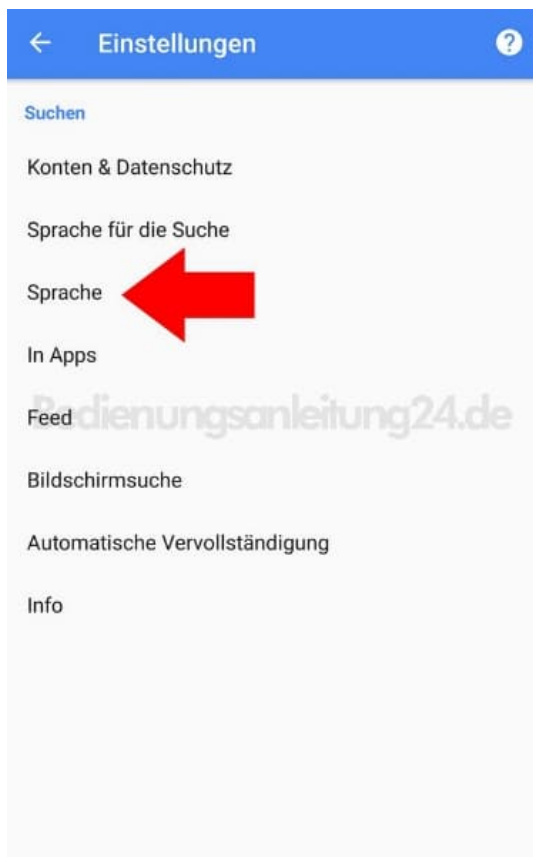 Einstellungen
Suchen
Konten & Datenschutz
Sprache für die Suche
Sprache
In Apps
Feed
Bedienungsanleitung24.de
Bildschirmsuche
Automatische Vervollständigung
Info